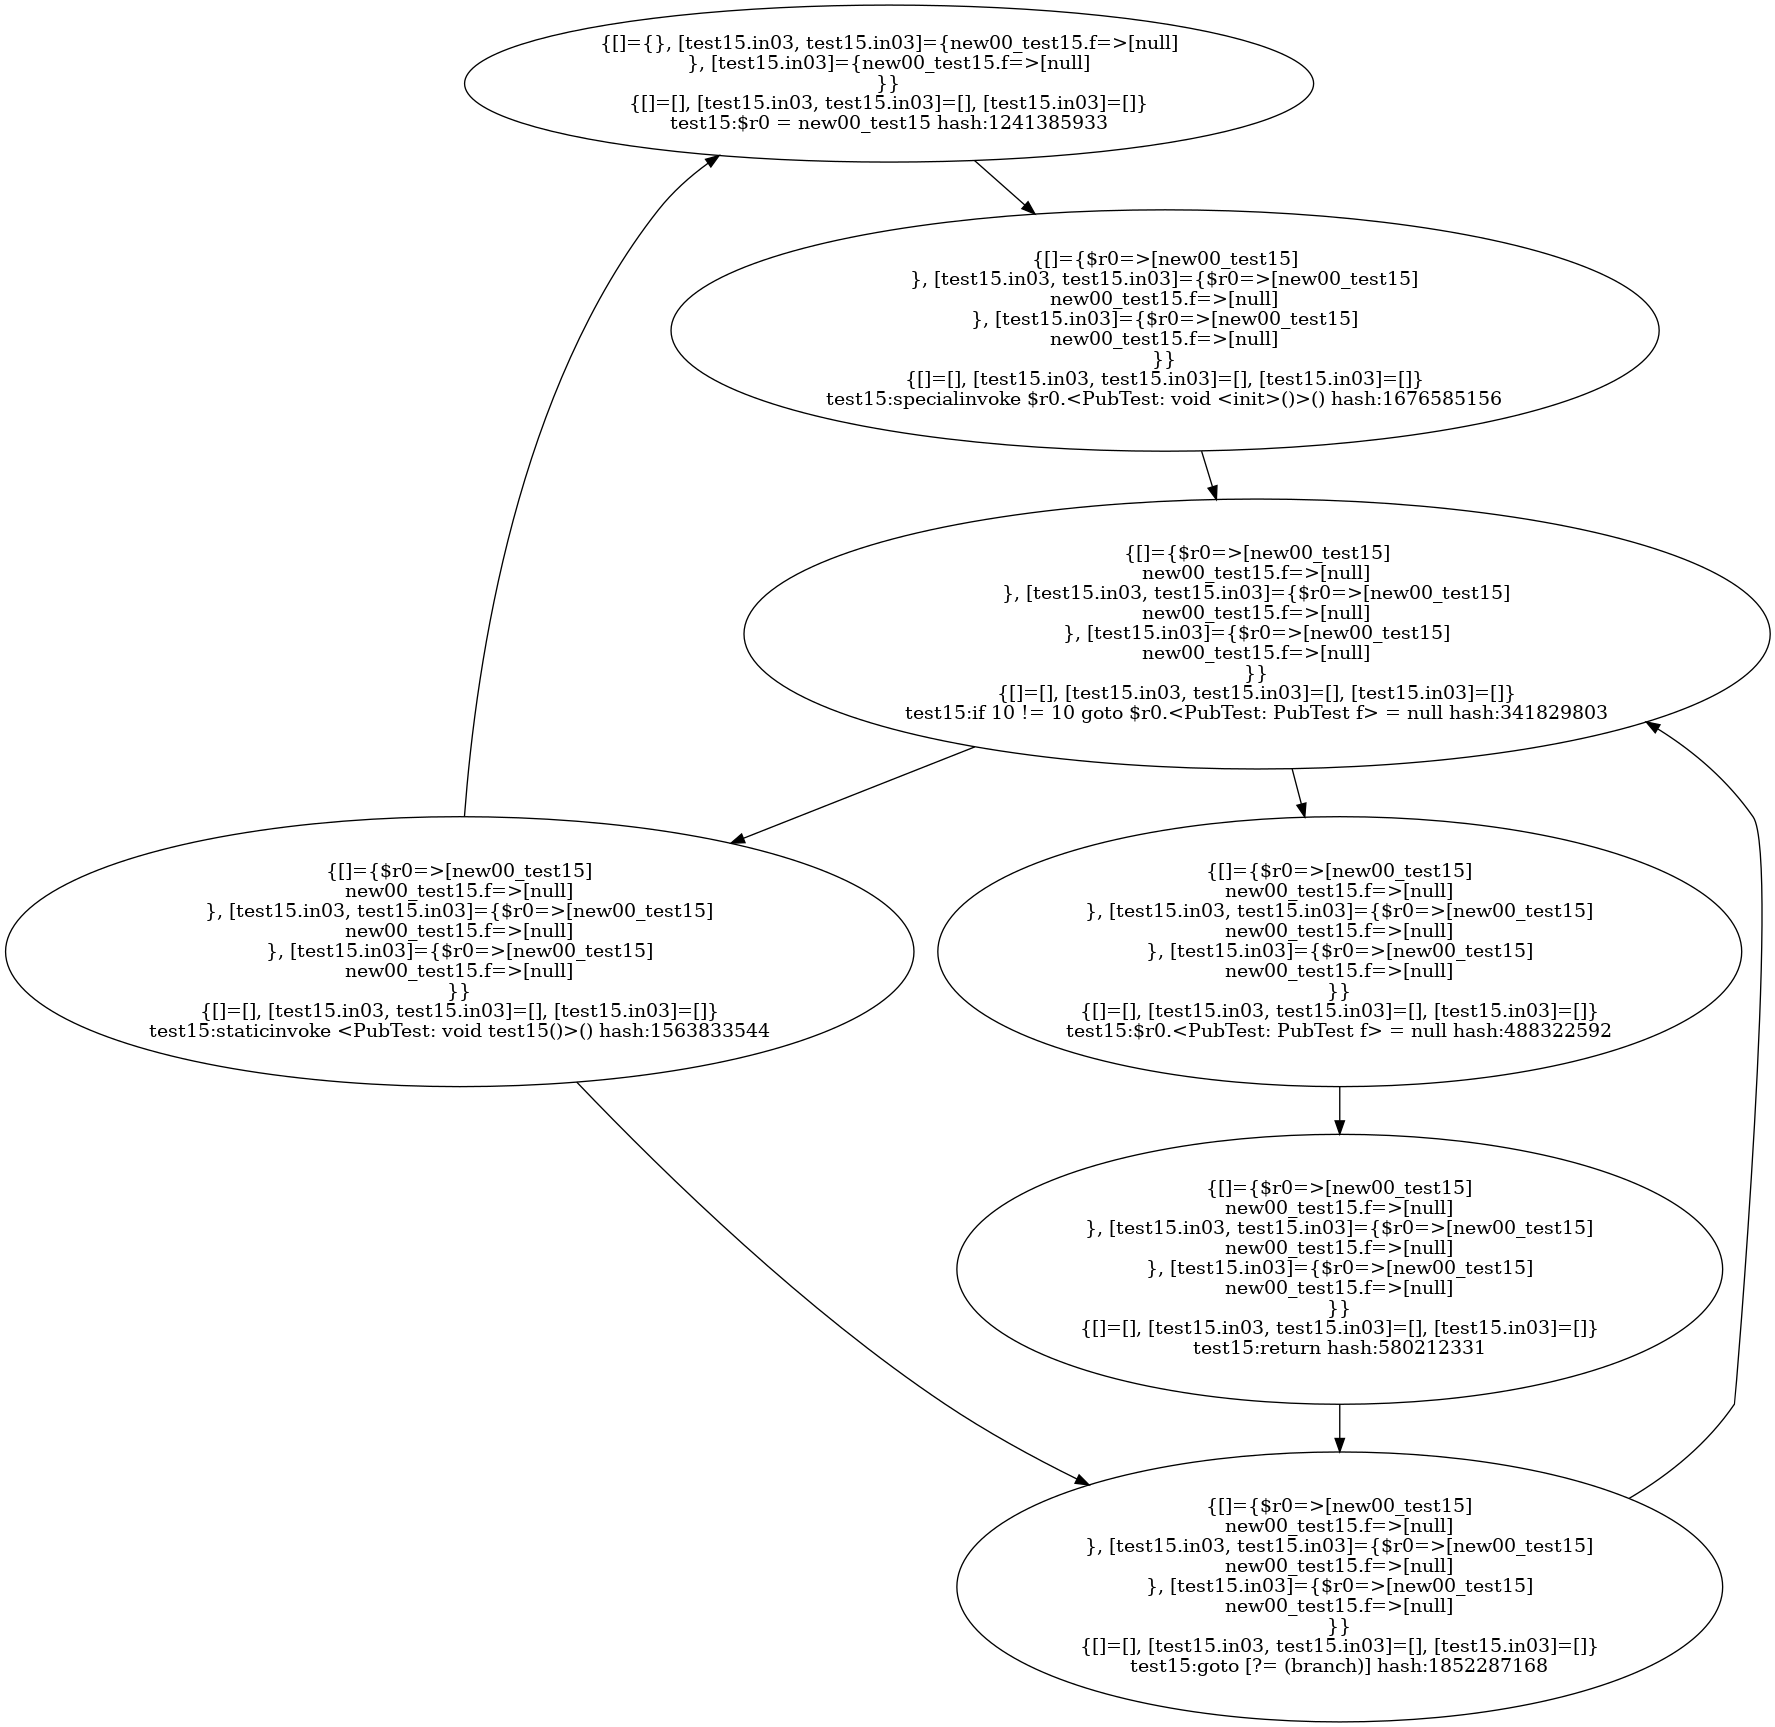 {[]={}, [test15.in03, test15.in03]={new00_test15.f=>[null]
}, [test15.in03]={new00_test15.f=>[null]
}}
{[]=[], [test15.in03, test15.in03]=[], [test15.in03]=[]}
test15:$r0 = new00_test15 hash:1241385933
{[]={$r0=>[new00_test15]
}, [test15.in03, test15.in03]={$r0=>[new00_test15]
new00_test15.f=>[null]
}, [test15.in03]={$r0=>[new00_test15]
new00_test15.f=>[null]
}}
{[]=[], [test15.in03, test15.in03]=[], [test15.in03]=[]}
test15:specialinvoke $r0.<PubTest: void <init>()>() hash:1676585156
{[]={$r0=>[new00_test15]
new00_test15.f=>[null]
}, [test15.in03, test15.in03]={$r0=>[new00_test15]
new00_test15.f=>[null]
}, [test15.in03]={$r0=>[new00_test15]
new00_test15.f=>[null]
}}
{[]=[], [test15.in03, test15.in03]=[], [test15.in03]=[]}
test15:if 10 != 10 goto $r0.<PubTest: PubTest f> = null hash:341829803
{[]={$r0=>[new00_test15]
new00_test15.f=>[null]
}, [test15.in03, test15.in03]={$r0=>[new00_test15]
new00_test15.f=>[null]
}, [test15.in03]={$r0=>[new00_test15]
new00_test15.f=>[null]
}}
{[]=[], [test15.in03, test15.in03]=[], [test15.in03]=[]}
test15:staticinvoke <PubTest: void test15()>() hash:1563833544
{[]={$r0=>[new00_test15]
new00_test15.f=>[null]
}, [test15.in03, test15.in03]={$r0=>[new00_test15]
new00_test15.f=>[null]
}, [test15.in03]={$r0=>[new00_test15]
new00_test15.f=>[null]
}}
{[]=[], [test15.in03, test15.in03]=[], [test15.in03]=[]}
test15:$r0.<PubTest: PubTest f> = null hash:488322592
{[]={$r0=>[new00_test15]
new00_test15.f=>[null]
}, [test15.in03, test15.in03]={$r0=>[new00_test15]
new00_test15.f=>[null]
}, [test15.in03]={$r0=>[new00_test15]
new00_test15.f=>[null]
}}
{[]=[], [test15.in03, test15.in03]=[], [test15.in03]=[]}
test15:return hash:580212331
{[]={$r0=>[new00_test15]
new00_test15.f=>[null]
}, [test15.in03, test15.in03]={$r0=>[new00_test15]
new00_test15.f=>[null]
}, [test15.in03]={$r0=>[new00_test15]
new00_test15.f=>[null]
}}
{[]=[], [test15.in03, test15.in03]=[], [test15.in03]=[]}
test15:goto [?= (branch)] hash:1852287168